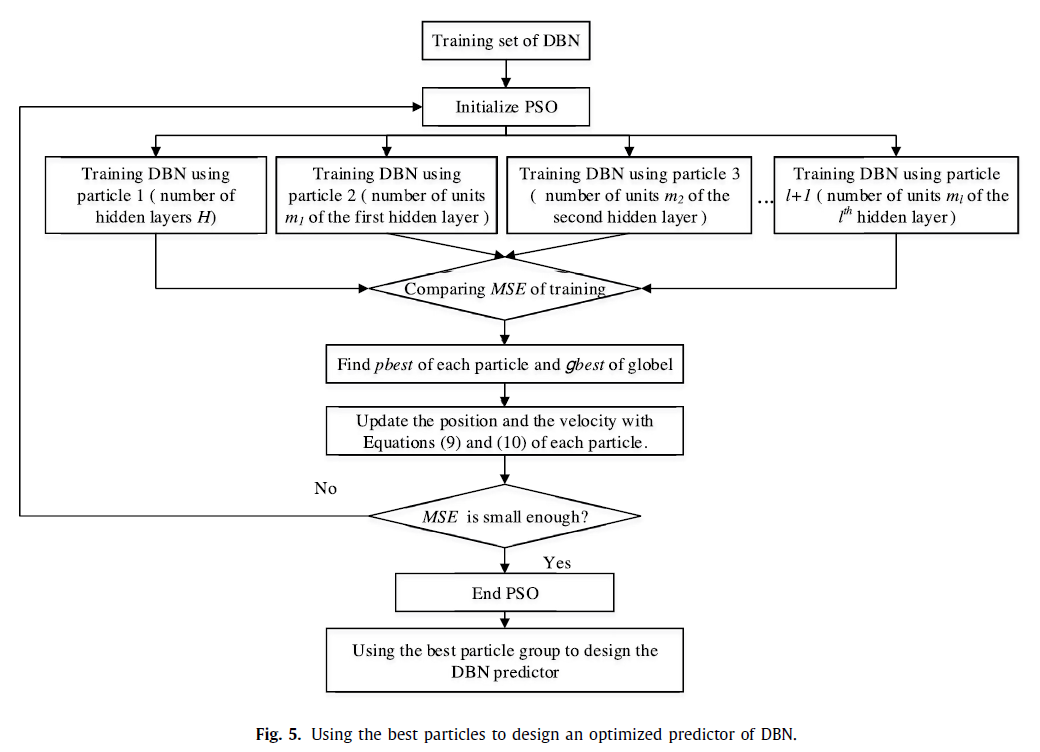 Training set of DBN
Initialize PSO
Training DBN using
particle 1 ( number of
hidden layers H)
Training DBN using
particle 2 ( number of units
m1 of the first hidden layer )
Training DBN using particle 3
( number of units m2 of the
second hidden layer )
...
Training DBN using particle
l+1 ( number of units ml of the
lth hidden layer )
Comparing MSE of training
Find pbest of each particle and gbest of globel
Update the position and the velocity with
Equations (9) and (10) of each particle.
No
MSE is small enough?
Yes
End PSO
Using the best particle group to design the
DBN predictor
Fig. 5. Using the best particles to design an optimized predictor of DBN.